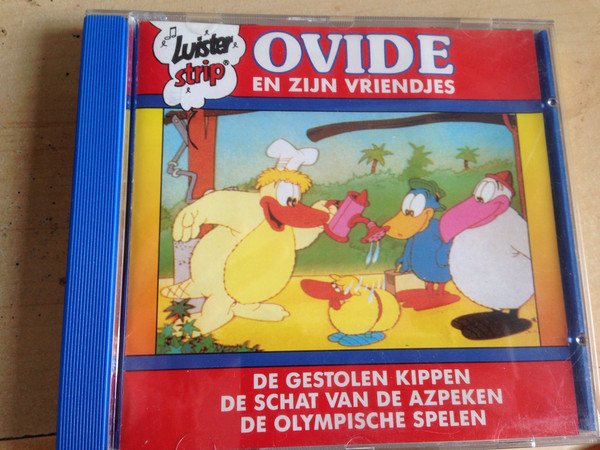 luister
strip®
OVIDE
EN ZIJN VRIENDJES
DE GESTOLEN KIPPEN
DE SCHAT VAN DE AZPEKEN
DE OLYMPISCHE SPELEN